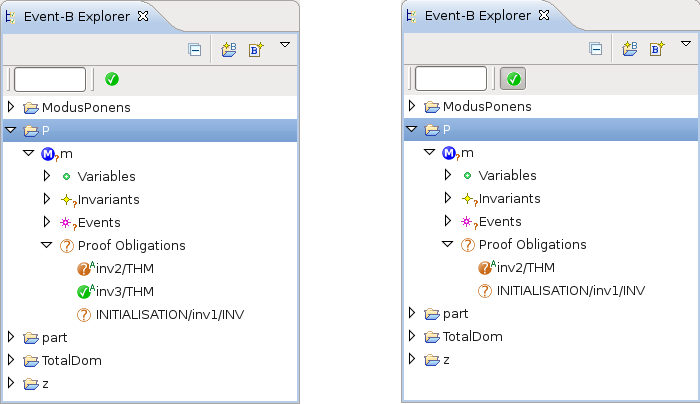 Event-B Explorer
ModusPonens
P
m
Variables
Invariants
Events
Proof Obligations
inv2/THM
inv3/THM
INITIALISATION/inv1/INV
part
TotalDom
z
Event-B Explorer
ModusPonens
P
m
Variables
Invariants
Events
Proof Obligations
inv2/THM
INITIALISATION/inv1/INV
part
TotalDom
z